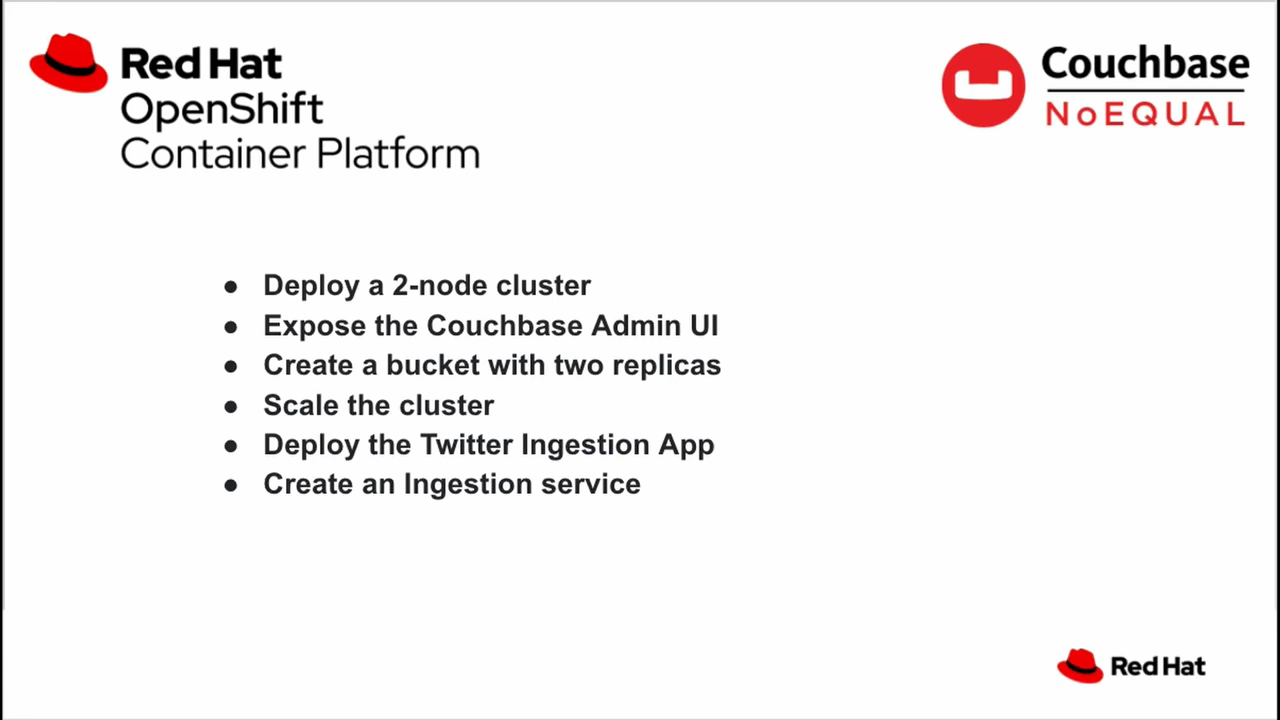 Red Hat
OpenShift
Container Platform
Couchbase
NoEQUAL
● Deploy a 2-node cluster
● Expose the Couchbase Admin UI
● Create a bucket with two replicas
● Scale the cluster
● Deploy the Twitter Ingestion App
● Create an Ingestion service
Red Hat